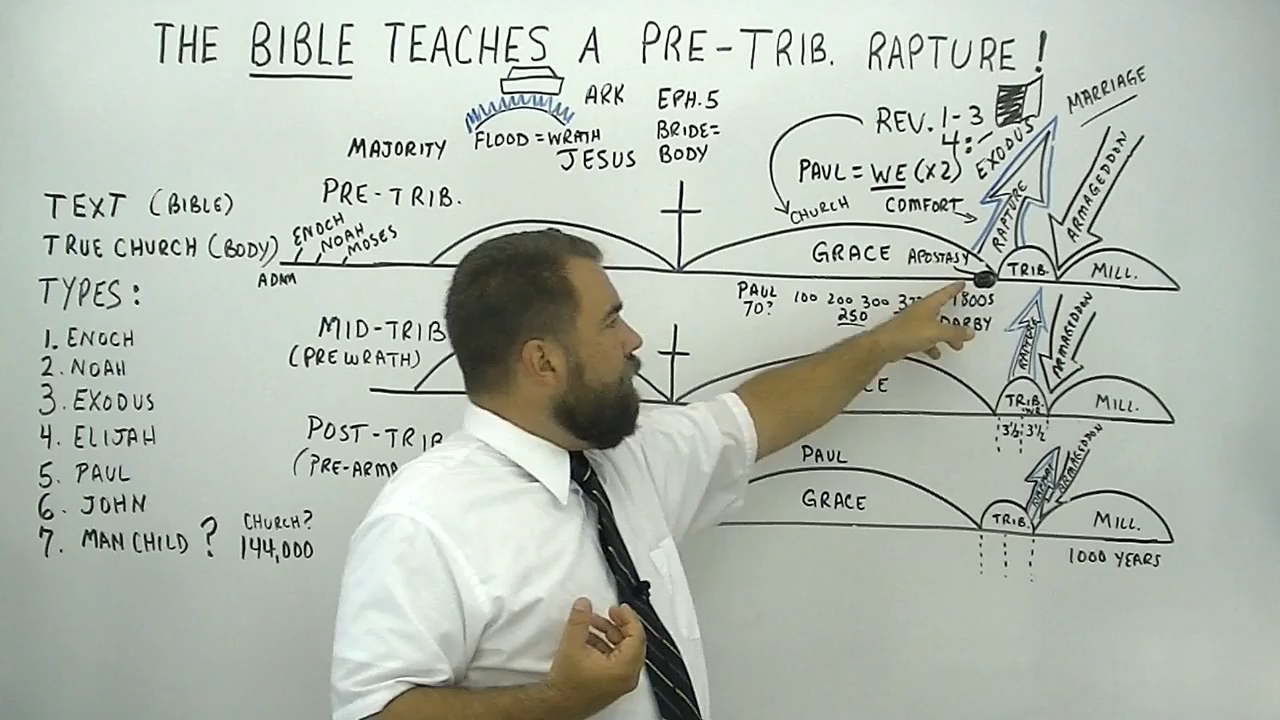 THE BIBLE TEACHES A PRE-TRIB. RAPTURE!
ARK
FLOOD = WRATH
JESUS
EPH.5
BRIDE=
BODY
REV. 1-3
4:
EXODUS
MARRIAGE
PAUL = WE (X2)
COMFORT
CHURCH
MAJORITY
PRE-TRIB.
TEXT (BIBLE)
TRUE CHURCH (BODY)
ENOCH
NOAH
MOSES
ADAM
GRACE
APOSTASY
RAPTURE
ARMAGEDDON
TRIB.
MILL.
PAUL
70?
100 200 300
250
1800S
DARBY
TYPES:
1. ENOCH
2. NOAH
3. EXODUS
4. ELIJAH
5. PAUL
6. JOHN
7. MAN CHILD ?
CHURCH?
144,000
MID-TRIB
(PREWRATH)
RAPTURE
ARMAGEDDON
TRIB.
MILL.
3½ 3½
POST-TRIB
PAUL
GRACE
ARMAGEDDON
TRIB.
MILL.
1000 YEARS